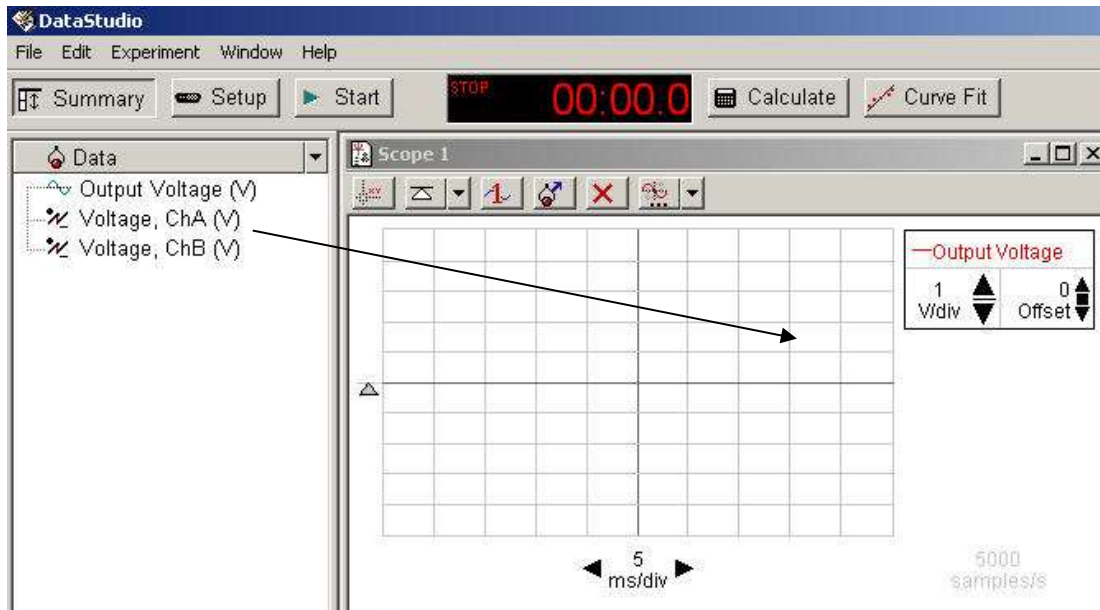 DataStudio
File Edit Experiment Window Help
Summary Setup Start STOP 00:00.0 Calculate Curve Fit
Data
Output Voltage (V)
Voltage, ChA (V)
Voltage, ChB (V)
Scope 1
Output Voltage
1 0
V/div Offset
5
ms/div
5000
samples/s